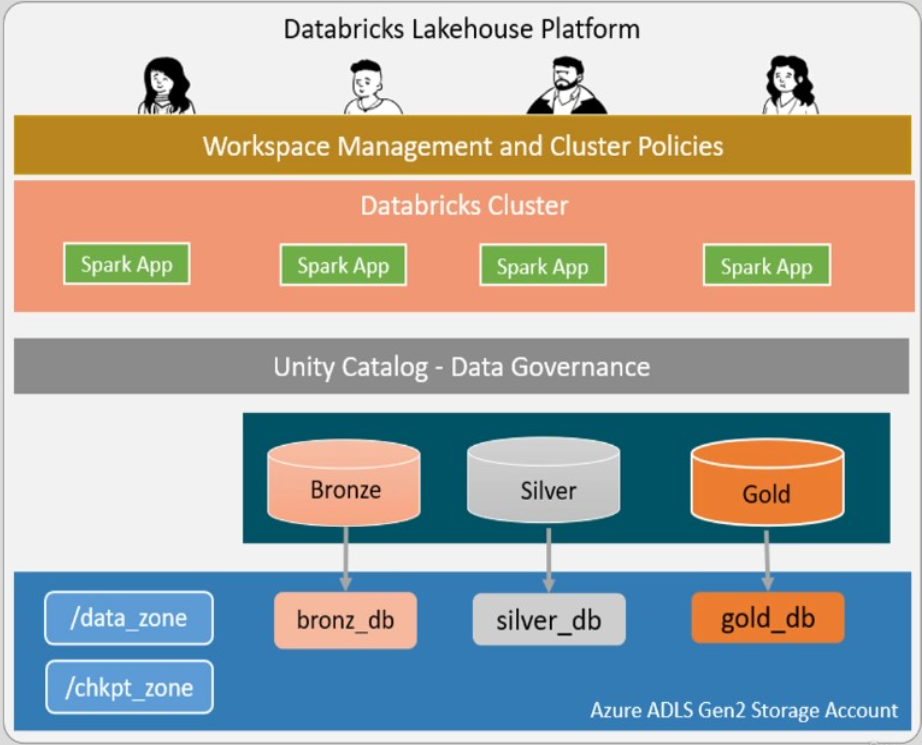 Databricks Lakehouse Platform
Workspace Management and Cluster Policies
Databricks Cluster
Spark App
Spark App
Spark App
Spark App
Unity Catalog - Data Governance
Bronze
Silver
Gold
/data_zone
bronz_db
silver_db
gold_db
/chkpt_zone
Azure ADLS Gen2 Storage Account